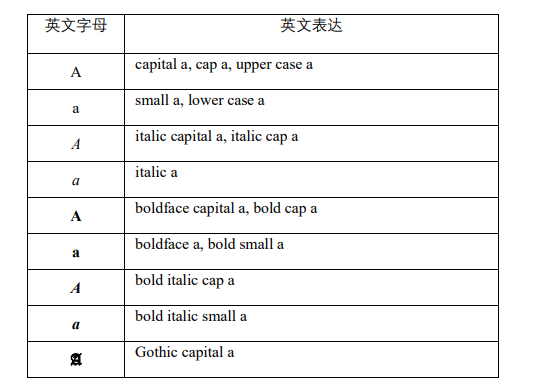 英文字母 英文表达
A capital a, cap a, upper case a
a small a, lower case a
A italic capital a, italic cap a
a italic a
A boldface capital a, bold cap a
a boldface a, bold small a
A bold italic cap a
a bold italic small a
𝕬 Gothic capital a